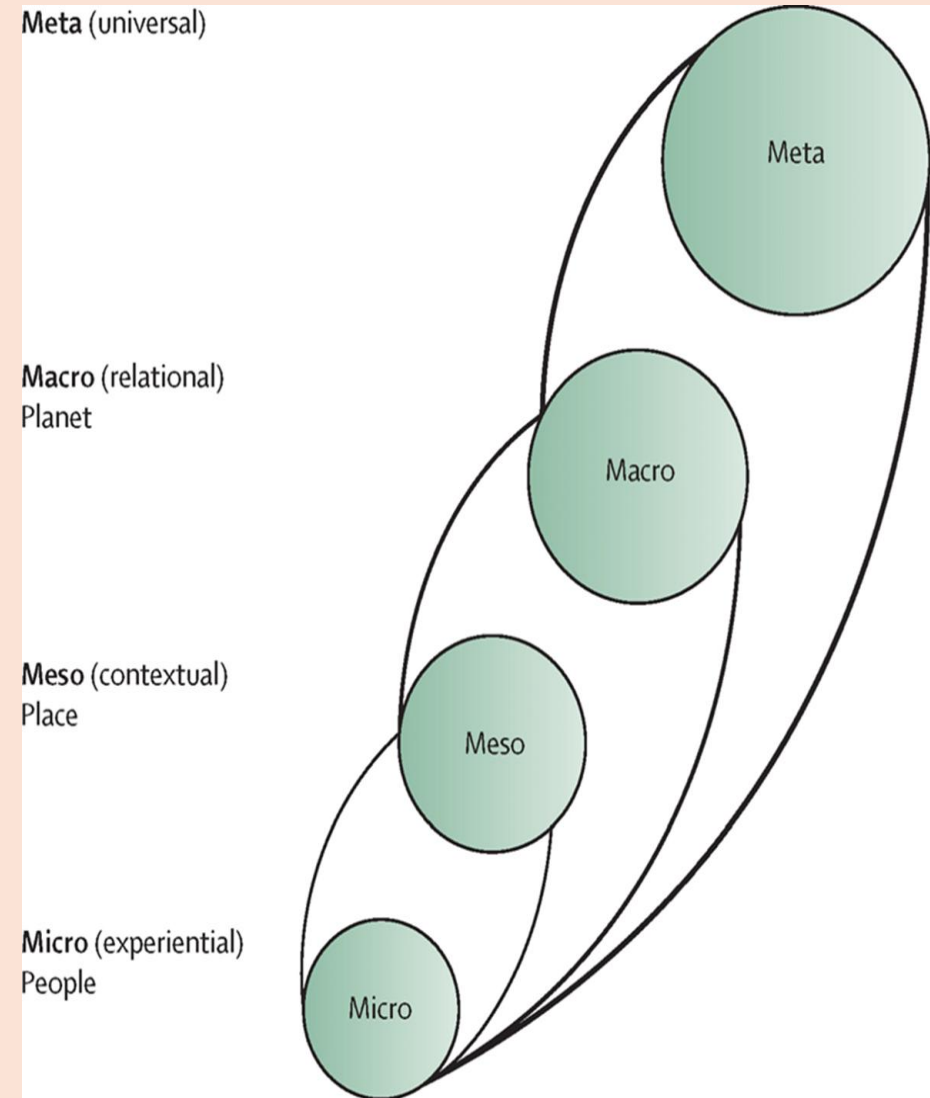 Meta (universal)
Meta
Macro (relational)
Planet
Macro
Meso (contextual)
Place
Meso
Micro (experiential)
People
Micro